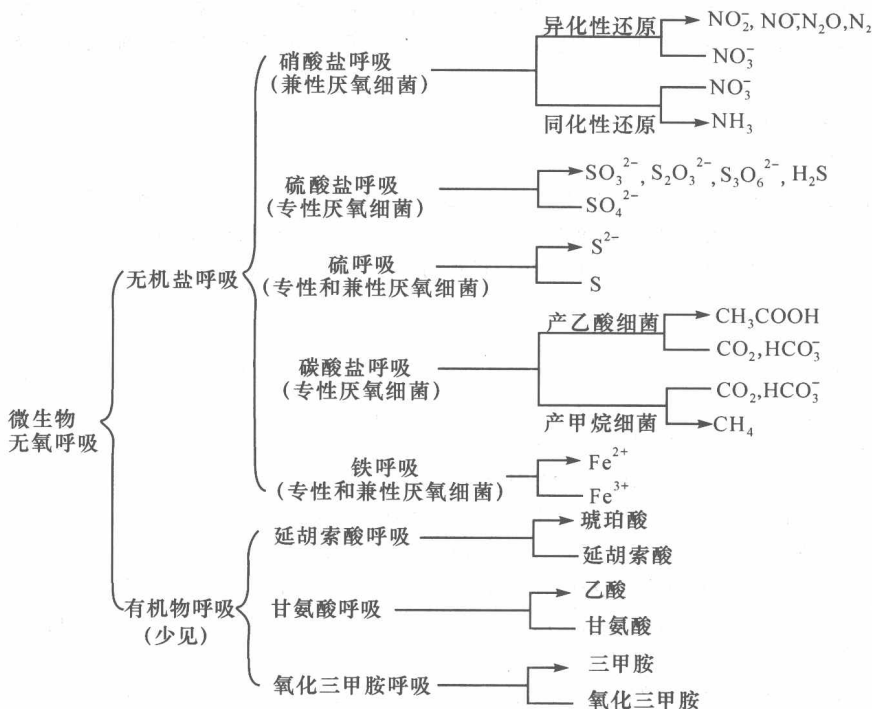 异化性还原
NO₂⁻, NO⁻,N₂O,N₂
NO₃⁻
硝酸盐呼吸
(兼性厌氧细菌)
NO₃⁻
同化性还原
NH₃
硫酸盐呼吸
(专性厌氧细菌)
SO₃²⁻, S₂O₃²⁻, S₃O₆²⁻, H₂S
SO₄²⁻
无机盐呼吸
硫呼吸
(专性和兼性厌氧细菌)
S²⁻
S
产乙酸细菌
CH₃COOH
CO₂,HCO₃⁻
碳酸盐呼吸
(专性厌氧细菌)
CO₂,HCO₃⁻
产甲烷细菌
CH₄
微生物
无氧呼吸
铁呼吸
(专性和兼性厌氧细菌)
Fe²⁺
Fe³⁺
延胡索酸呼吸
琥珀酸
延胡索酸
有机物呼吸
(少见)
甘氨酸呼吸
乙酸
甘氨酸
氧化三甲胺呼吸
三甲胺
氧化三甲胺